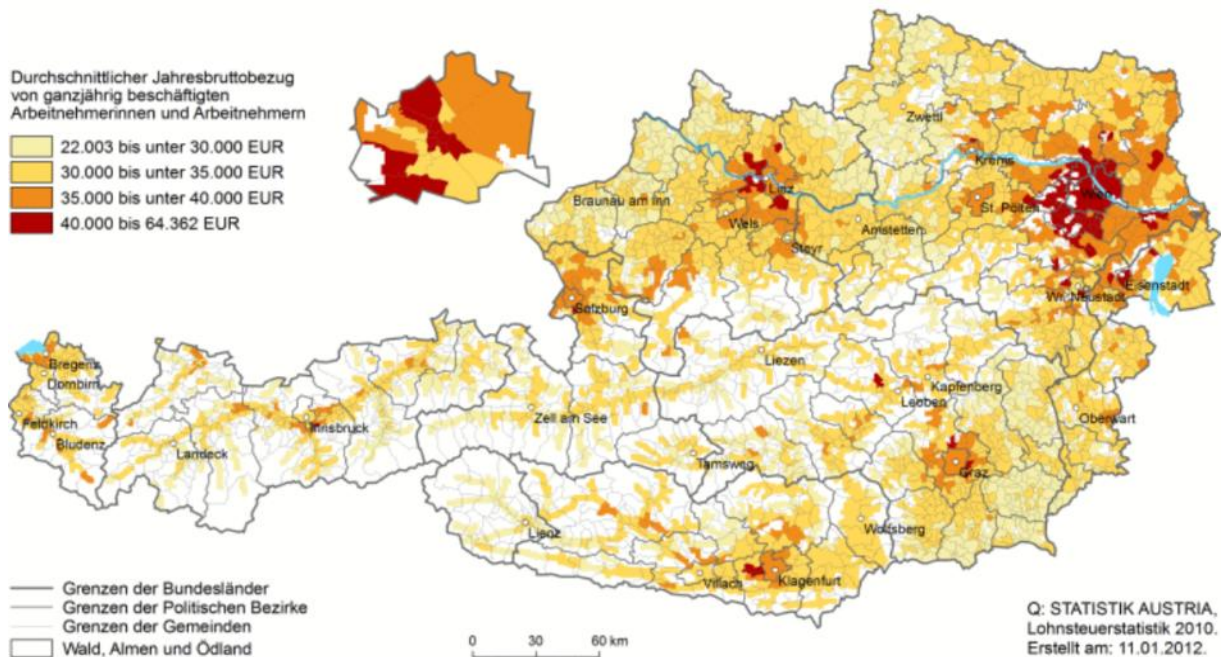 Durchschnittlicher Jahresbruttobezug
von ganzjährig beschäftigten
Arbeitnehmerinnen und Arbeitnehmern
22.003 bis unter 30.000 EUR
30.000 bis unter 35.000 EUR
35.000 bis unter 40.000 EUR
40.000 bis 64.362 EUR
Zwettl
Krems
Linz
Wien
Braunau am Inn
St. Pölten
Wels
Amstetten
Steyr
Eisenstadt
Wr. Neustadt
Salzburg
Bregenz
Liezen
Dornbirn
Kapfenberg
Leoben
Zell am See
Oberwart
Feldkirch
Innsbruck
Bludenz
Landeck
Tamsweg
Graz
Lienz
Wolfsberg
Villach
Klagenfurt
Grenzen der Bundesländer
Grenzen der Politischen Bezirke
Grenzen der Gemeinden
Wald, Almen und Ödland
0 30 60 km
Q: STATISTIK AUSTRIA,
Lohnsteuerstatistik 2010.
Erstellt am: 11.01.2012.